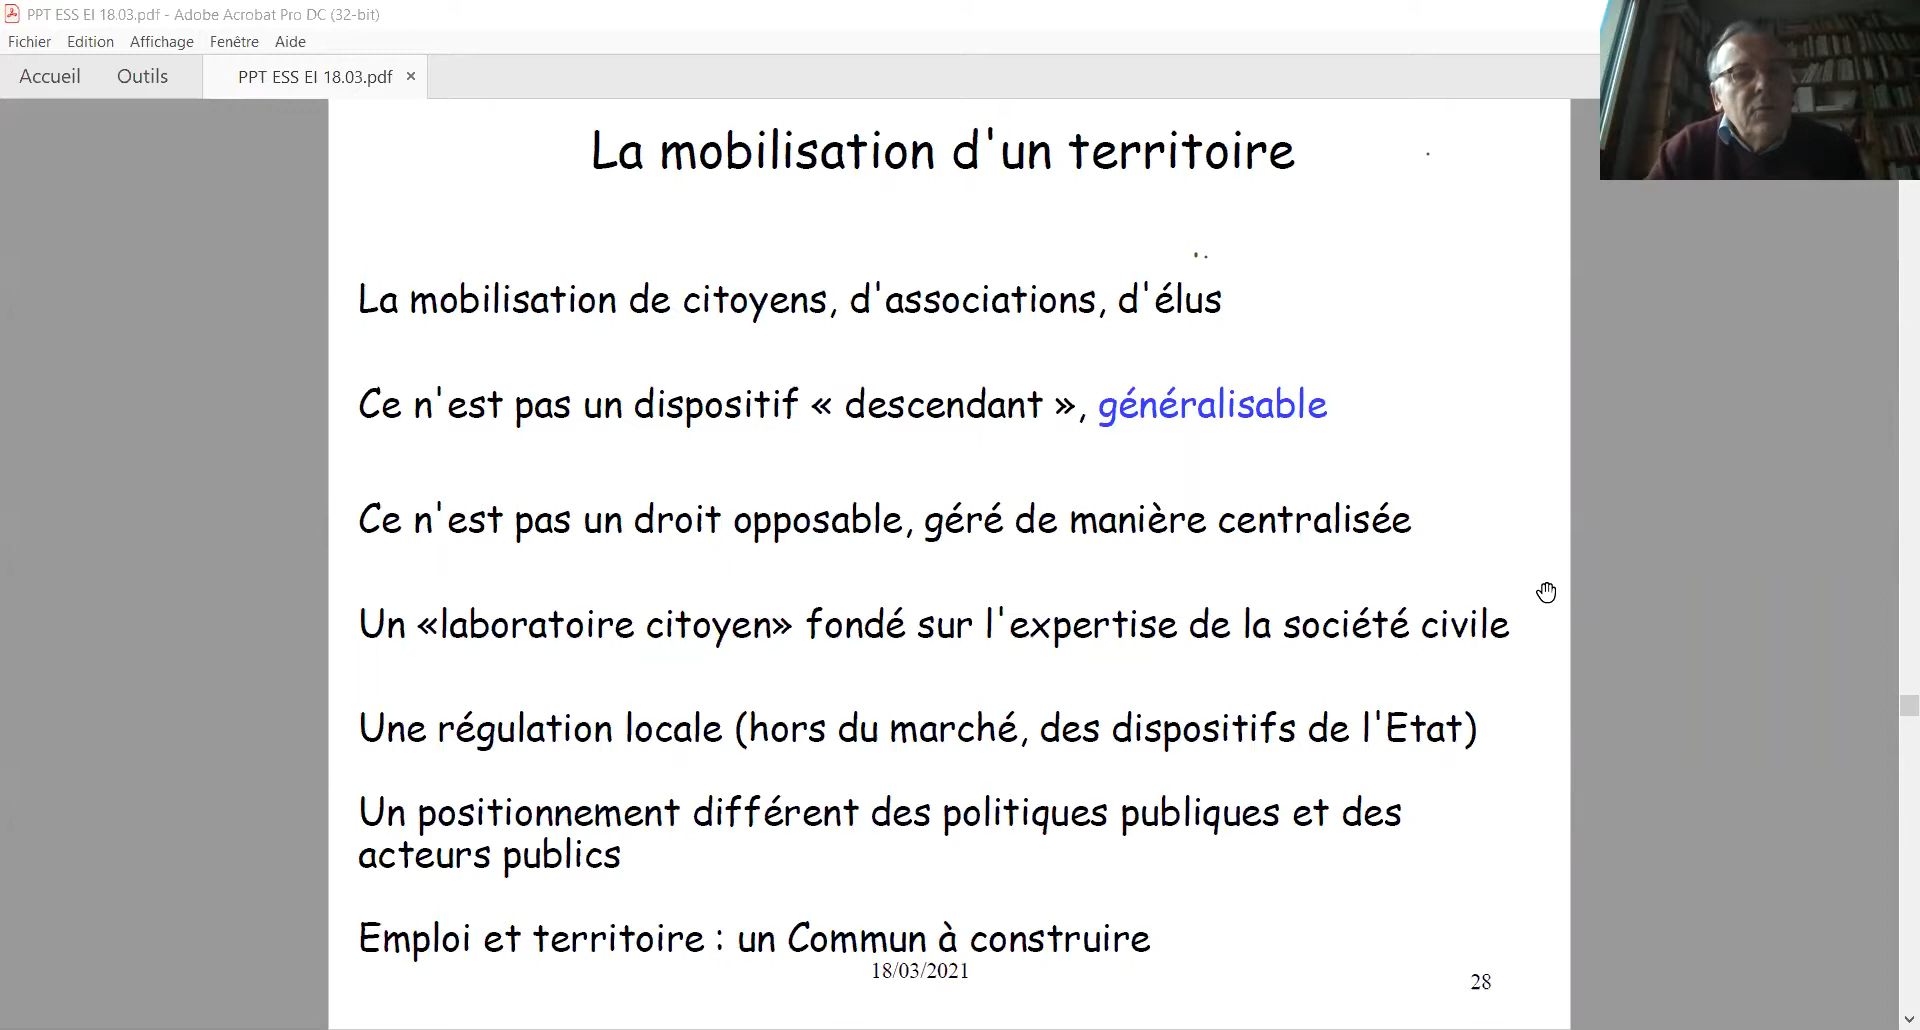 PPT ESS EI 18.03.pdf - Adobe Acrobat Pro DC (32-bit)
Fichier Edition Affichage Fenêtre Aide
Accueil Outils PPT ESS EI 18.03.pdf ×
La mobilisation d'un territoire
La mobilisation de citoyens, d'associations, d'élus
Ce n'est pas un dispositif « descendant », généralisable
Ce n'est pas un droit opposable, géré de manière centralisée
Un «laboratoire citoyen» fondé sur l'expertise de la société civile
Une régulation locale (hors du marché, des dispositifs de l'Etat)
Un positionnement différent des politiques publiques et des
acteurs publics
Emploi et territoire : un Commun à construire
18/03/2021
28